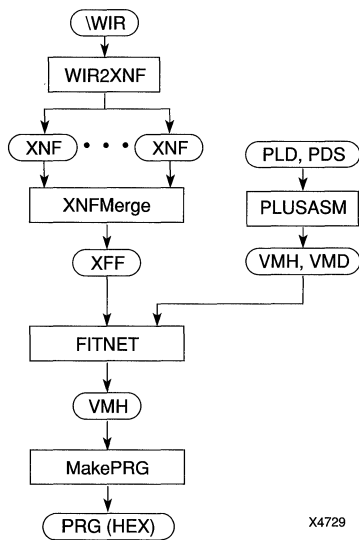 \WIR
WIR2XNF
XNF • • • XNF
PLD, PDS
XNFMerge
PLUSASM
XFF
VMH, VMD
FITNET
VMH
MakePRG
PRG (HEX)
X4729